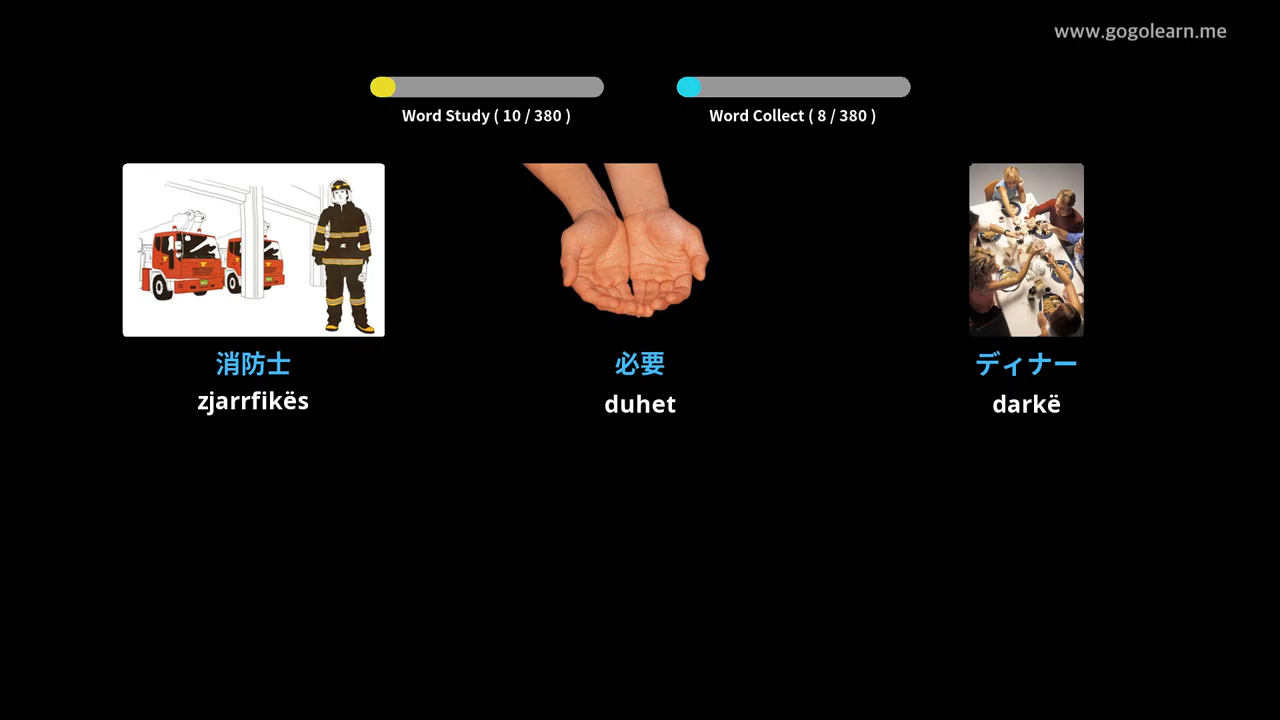 www.gogolearn.me
Word Study ( 10 / 380 )
Word Collect ( 8 / 380 )
消防士
必要
ディナー
zjarrfikës
duhet
darkë